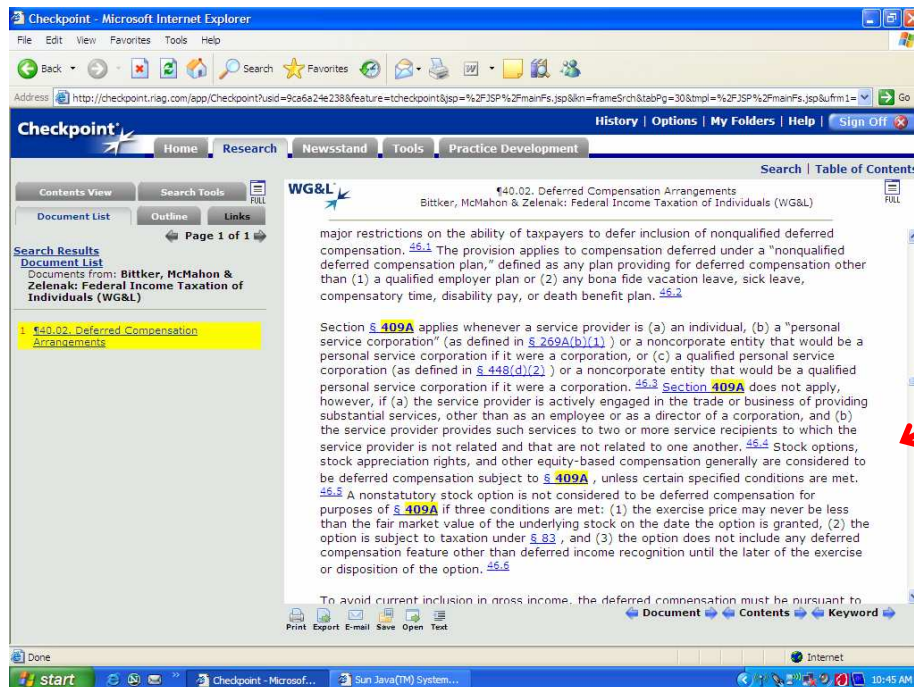 Checkpoint - Microsoft Internet Explorer
File Edit View Favorites Tools Help
Back Search Favorites
Address http://checkpoint.riag.com/app/Checkpoint?usid=9ca6a24e238&feature=tcheckpoint&jsp=%2FJSP%2FmainFs.jsp&kn=frameSrch&tabPg=30&tmpl=%2FJSP%2FmainFs.jsp&ufrm1= Go
Checkpoint History | Options | My Folders | Help | Sign Off
Home Research Newsstand Tools Practice Development
Search | Table of Contents
Contents View Search Tools FULL
Document List Outline Links
Page 1 of 1
Search Results
Document List
Documents from: Bittker, McMahon &
Zelenak: Federal Income Taxation of
Individuals (WG&L)
1 ¶40.02. Deferred Compensation
Arrangements
WG&L ¶40.02. Deferred Compensation Arrangements FULL
Bittker, McMahon & Zelenak: Federal Income Taxation of Individuals (WG&L)
major restrictions on the ability of taxpayers to defer inclusion of nonqualified deferred
compensation. 46.1 The provision applies to compensation deferred under a “nonqualified
deferred compensation plan,” defined as any plan providing for deferred compensation other
than (1) a qualified employer plan or (2) any bona fide vacation leave, sick leave,
compensatory time, disability pay, or death benefit plan. 46.2
Section § 409A applies whenever a service provider is (a) an individual, (b) a “personal
service corporation” (as defined in § 269A(b)(1) ) or a noncorporate entity that would be a
personal service corporation if it were a corporation, or (c) a qualified personal service
corporation (as defined in § 448(d)(2) ) or a noncorporate entity that would be a qualified
personal service corporation if it were a corporation. 46.3 Section 409A does not apply,
however, if (a) the service provider is actively engaged in the trade or business of providing
substantial services, other than as an employee or as a director of a corporation, and (b)
the service provider provides such services to two or more service recipients to which the
service provider is not related and that are not related to one another. 46.4 Stock options,
stock appreciation rights, and other equity-based compensation generally are considered to
be deferred compensation subject to § 409A , unless certain specified conditions are met.
46.5 A nonstatutory stock option is not considered to be deferred compensation for
purposes of § 409A if three conditions are met: (1) the exercise price may never be less
than the fair market value of the underlying stock on the date the option is granted, (2) the
option is subject to taxation under § 83 , and (3) the option does not include any deferred
compensation feature other than deferred income recognition until the later of the exercise
or disposition of the option. 46.6
To avoid current inclusion in gross income, the deferred compensation must be pursuant to
Print Export E-mail Save Open Text Document Contents Keyword
Done Internet
start Checkpoint - Microsof... Sun Java(TM) System... 10:45 AM